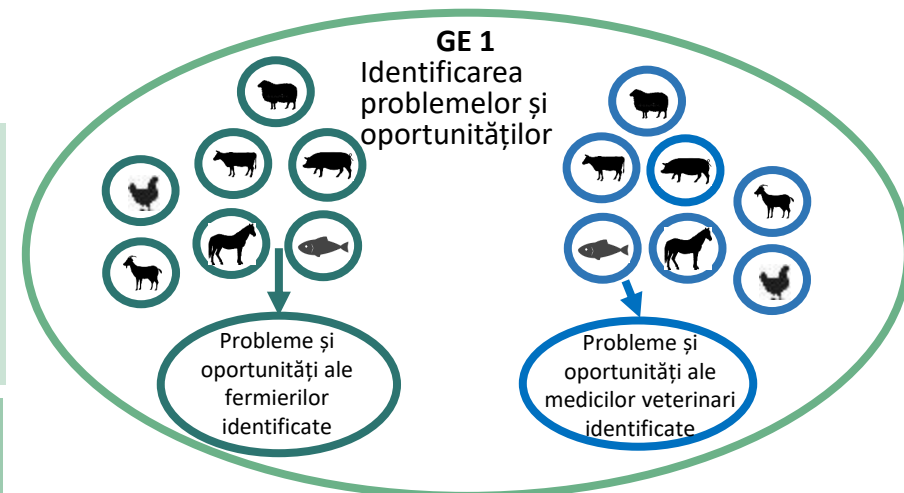 GE 1
Identificarea
problemelor și
oportunităților
Probleme și
oportunități ale
fermierilor
identificate
Probleme și
oportunități ale
medicilor veterinari
identificate